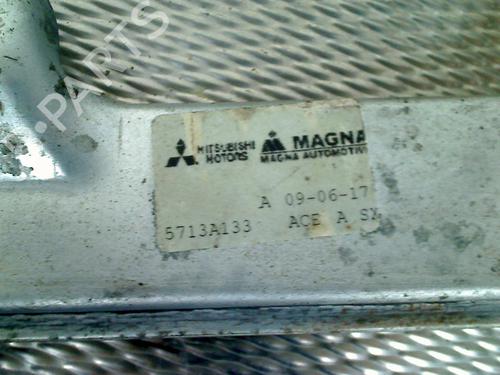 MITSUBISHI
MOTORS
MAGNA
MAGNA AUTOMOTIVE
A 09-06-17
5713A133 ACE A SX
PARTS